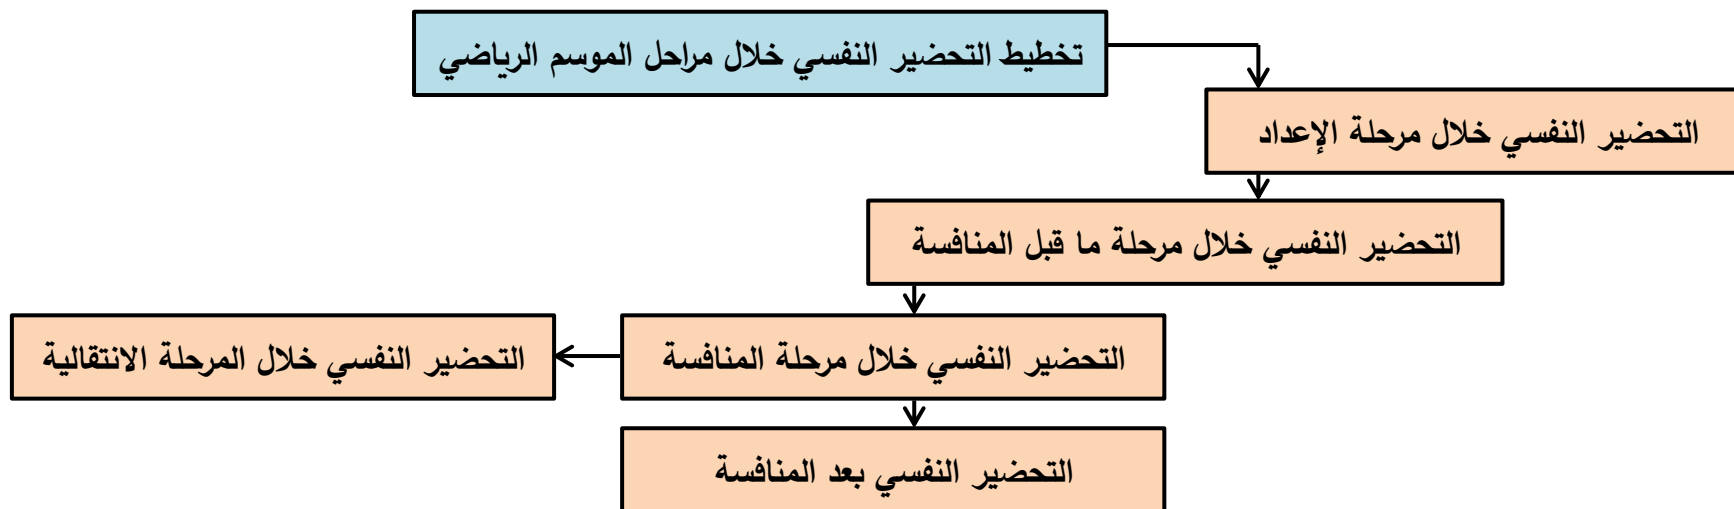 تخطيط التحضير النفسي خلال مراحل الموسم الرياضي
التحضير النفسي خلال مرحلة الإعداد
التحضير النفسي خلال مرحلة ما قبل المنافسة
التحضير النفسي خلال مرحلة المنافسة
التحضير النفسي خلال المرحلة الانتقالية
التحضير النفسي بعد المنافسة